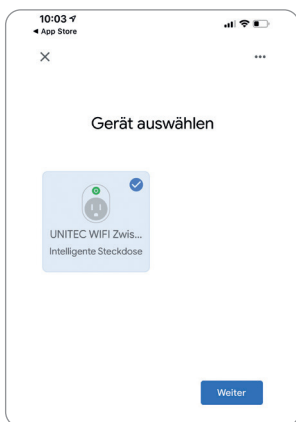 10:03
◀ App Store
Gerät auswählen
UNITEC WIFI Zwis...
Intelligente Steckdose
Weiter